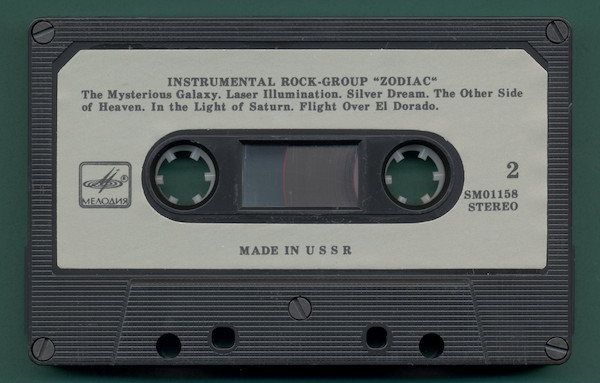 INSTRUMENTAL ROCK-GROUP "ZODIAC"
The Mysterious Galaxy. Laser Illumination. Silver Dream. The Other Side
of Heaven. In the Light of Saturn. Flight Over El Dorado.
2
®
МЕЛОДИЯ
SM01158
STEREO
MADE IN U S S R